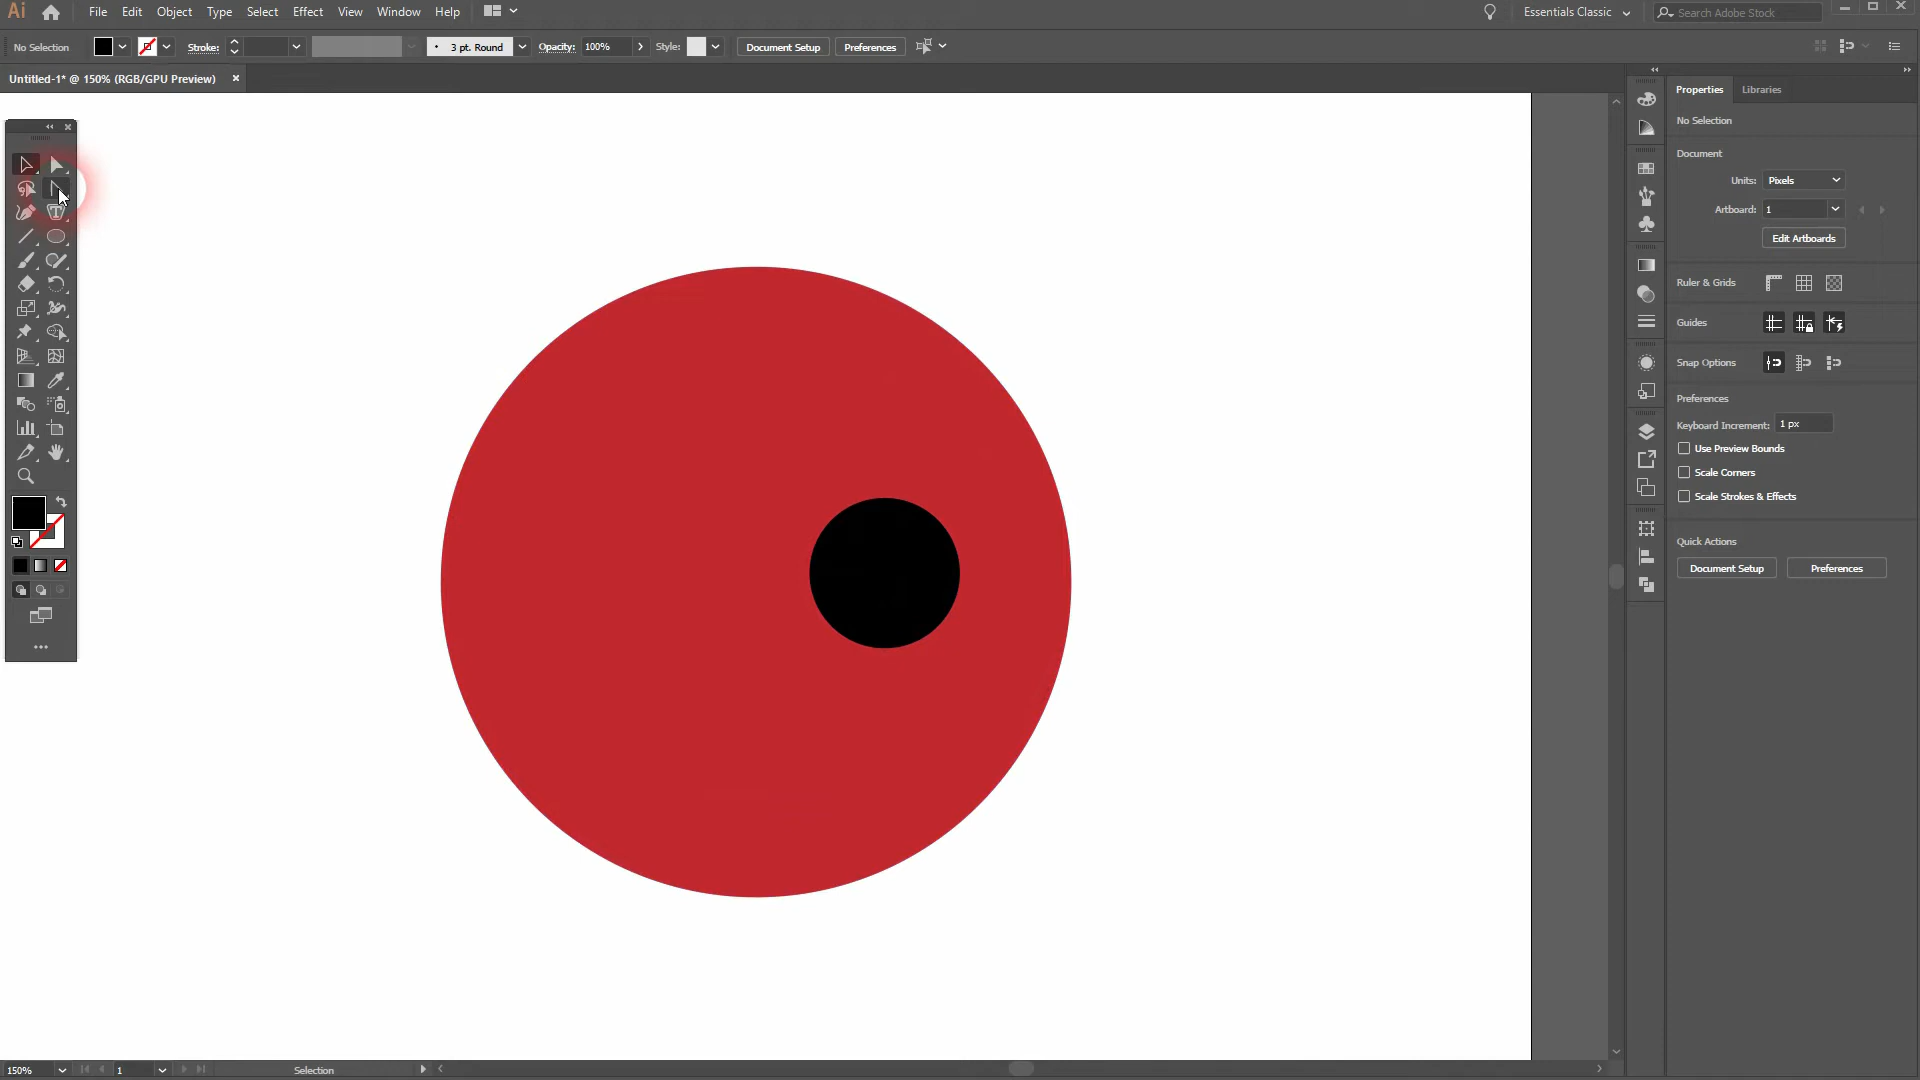 Ai File Edit Object Type Select Effect View Window Help Essentials Classic Search Adobe Stock
No Selection Stroke: 3 pt. Round Opacity: 100% Style: Document Setup Preferences
Untitled-1* @ 150% (RGB/GPU Preview)
Properties Libraries
No Selection
Document
Units: Pixels
Artboard: 1
Edit Artboards
Ruler & Grids
Guides
Snap Options
Preferences
Keyboard Increment: 1 px
Use Preview Bounds
Scale Corners
Scale Strokes & Effects
Quick Actions
Document Setup Preferences
150% 1 Selection